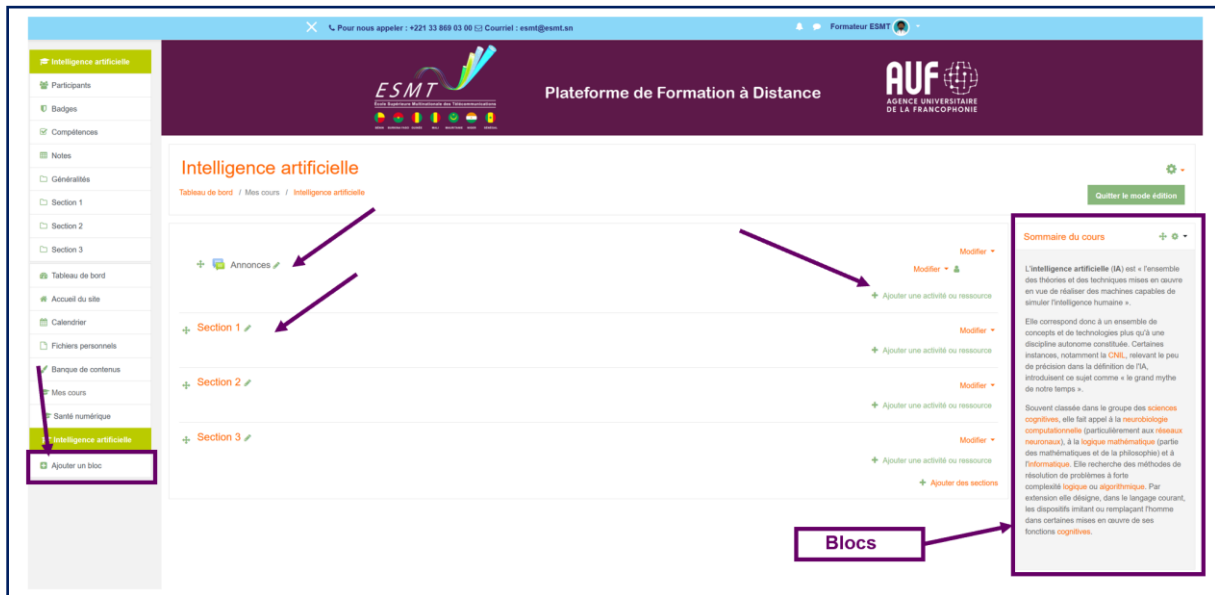 Pour nous appeler : +221 33 869 03 00 Courriel : esmt@esmt.sn
Formateur ESMT
Intelligence artificielle
Participants
Badges
Compétences
Notes
Généralités
Section 1
Section 2
Section 3
Tableau de bord
Accueil du site
Calendrier
Fichiers personnels
Banque de contenus
Mes cours
Santé numérique
Intelligence artificielle
Ajouter un bloc
ESMT
École Supérieure Multinationale des Télécommunications
Plateforme de Formation à Distance
AUF
AGENCE UNIVERSITAIRE
DE LA FRANCOPHONIE
Intelligence artificielle
Tableau de bord / Mes cours / Intelligence artificielle
Quitter le mode édition
Modifier
Annonces
Modifier
Ajouter une activité ou ressource
Section 1
Modifier
Ajouter une activité ou ressource
Section 2
Modifier
Ajouter une activité ou ressource
Section 3
Modifier
Ajouter une activité ou ressource
Ajouter des sections
Blocs
Sommaire du cours
L'intelligence artificielle (IA) est « l'ensemble
des théories et des techniques mises en œuvre
en vue de réaliser des machines capables de
simuler l'intelligence humaine ».
Elle correspond donc à un ensemble de
concepts et de technologies plus qu'à une
discipline autonome constituée. Certaines
instances, notamment la CNIL, relevant le peu
de précision dans la définition de l'IA,
introduisent ce sujet comme « le grand mythe
de notre temps ».
Souvent classée dans le groupe des sciences
cognitives, elle fait appel à la neurobiologie
computationnelle (particulièrement aux réseaux
neuronaux), à la logique mathématique (partie
des mathématiques et de la philosophie) et à
l'informatique. Elle recherche des méthodes de
résolution de problèmes à forte
complexité logique ou algorithmique. Par
extension elle désigne, dans le langage courant,
les dispositifs imitant ou remplaçant l'homme
dans certaines mises en œuvre de ses
fonctions cognitives.